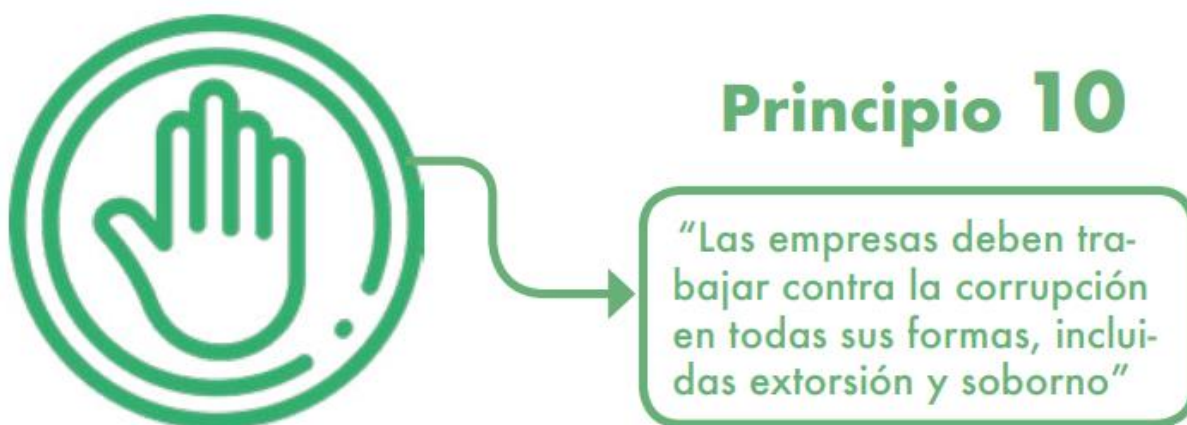 Principio 10
“Las empresas deben tra-
bajar contra la corrupción
en todas sus formas, inclui-
das extorsión y soborno”